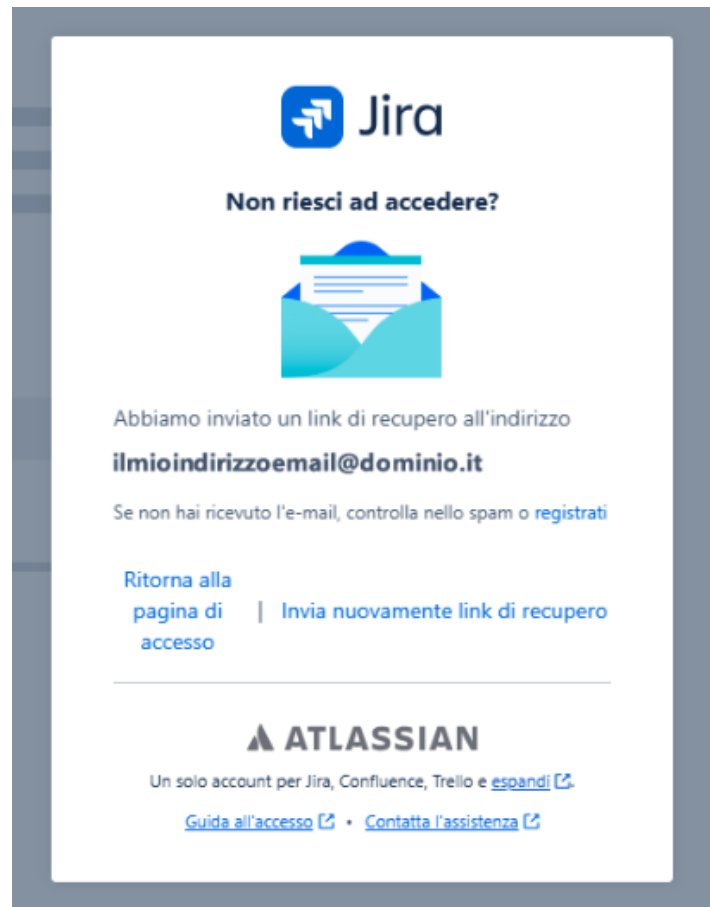 Jira
Non riesci ad accedere?
Abbiamo inviato un link di recupero all'indirizzo
ilmioindirizzoemail@dominio.it
Se non hai ricevuto l'e-mail, controlla nello spam o registrati
Ritorna alla
pagina di
accesso
| Invia nuovamente link di recupero
ATLASSIAN
Un solo account per Jira, Confluence, Trello e espandi.
Guida all'accesso • Contatta l'assistenza